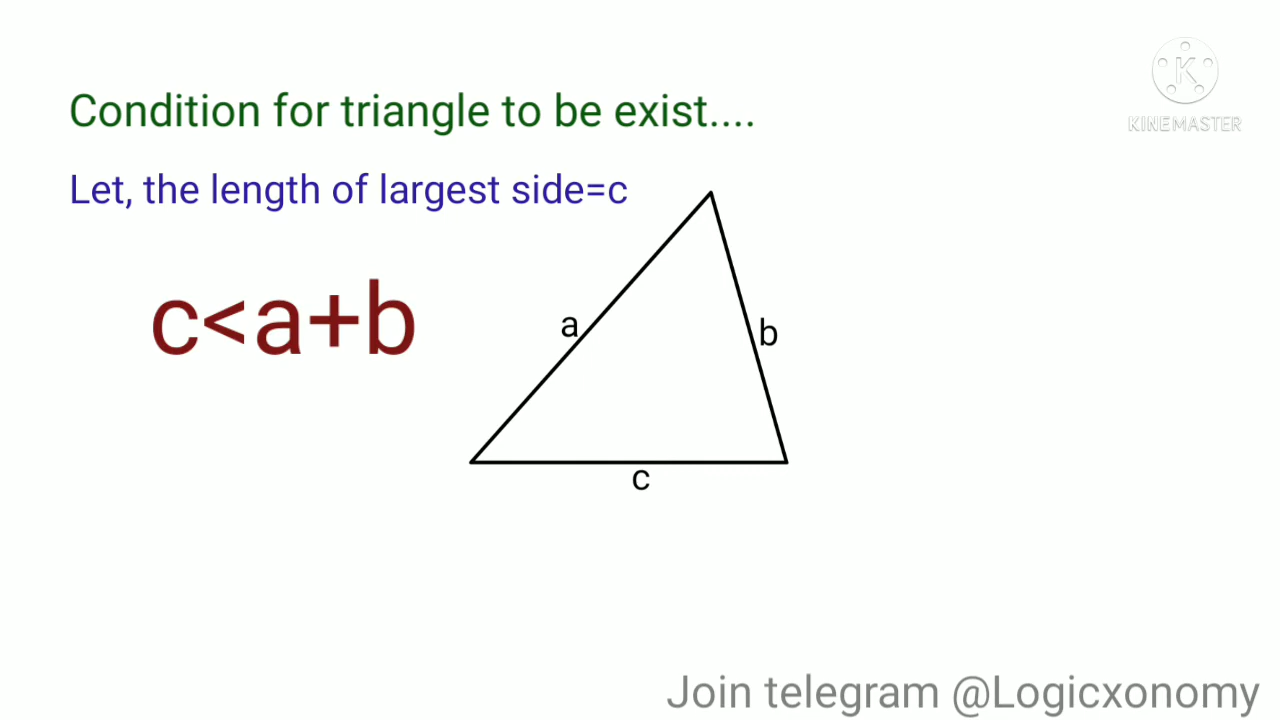 Condition for triangle to be exist....
Let, the length of largest side=c
c<a+b
a
b
c
K
KINEMASTER
Join telegram @Logicxonomy